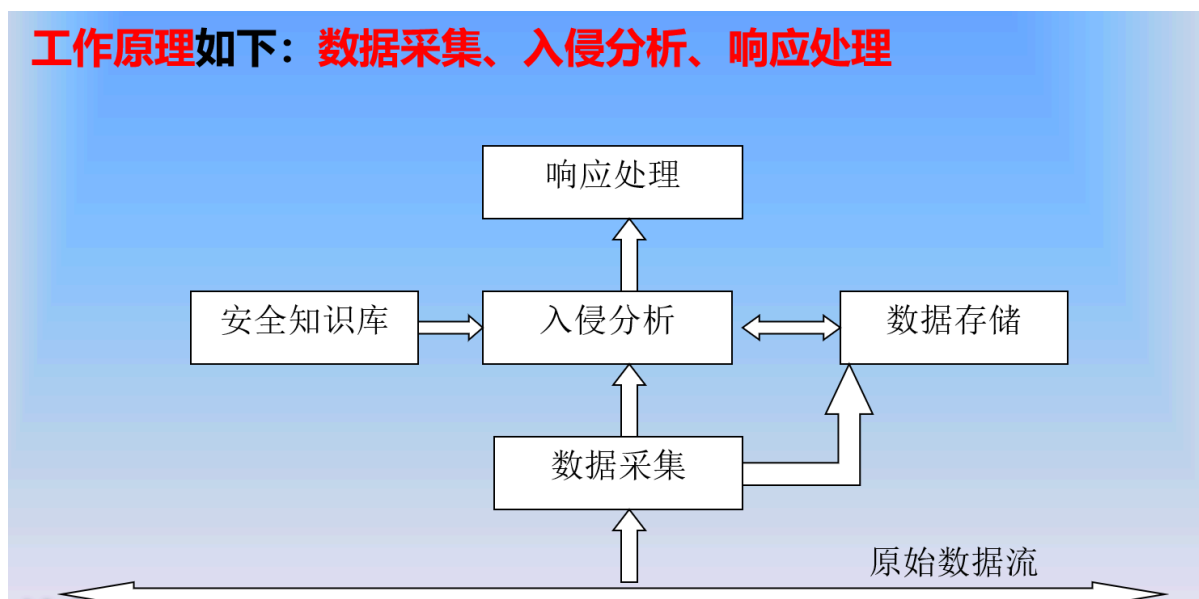 工作原理如下：数据采集、入侵分析、响应处理
响应处理
安全知识库
入侵分析
数据存储
数据采集
原始数据流